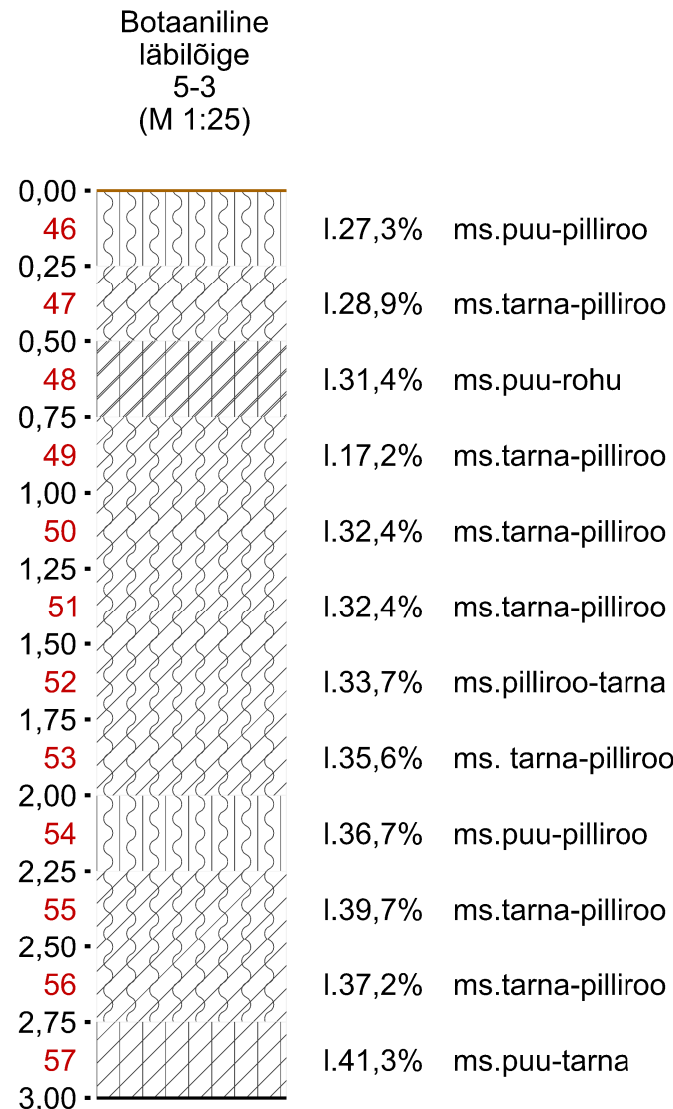 Botaaniline
läbilõige
5-3
(M 1:25)
0,00
46 l.27,3% ms.puu-pilliroo
0,25
47 l.28,9% ms.tarna-pilliroo
0,50
48 l.31,4% ms.puu-rohu
0,75
49 l.17,2% ms.tarna-pilliroo
1,00
50 l.32,4% ms.tarna-pilliroo
1,25
51 l.32,4% ms.tarna-pilliroo
1,50
52 l.33,7% ms.pilliroo-tarna
1,75
53 l.35,6% ms. tarna-pilliroo
2,00
54 l.36,7% ms.puu-pilliroo
2,25
55 l.39,7% ms.tarna-pilliroo
2,50
56 l.37,2% ms.tarna-pilliroo
2,75
57 l.41,3% ms.puu-tarna
3.00